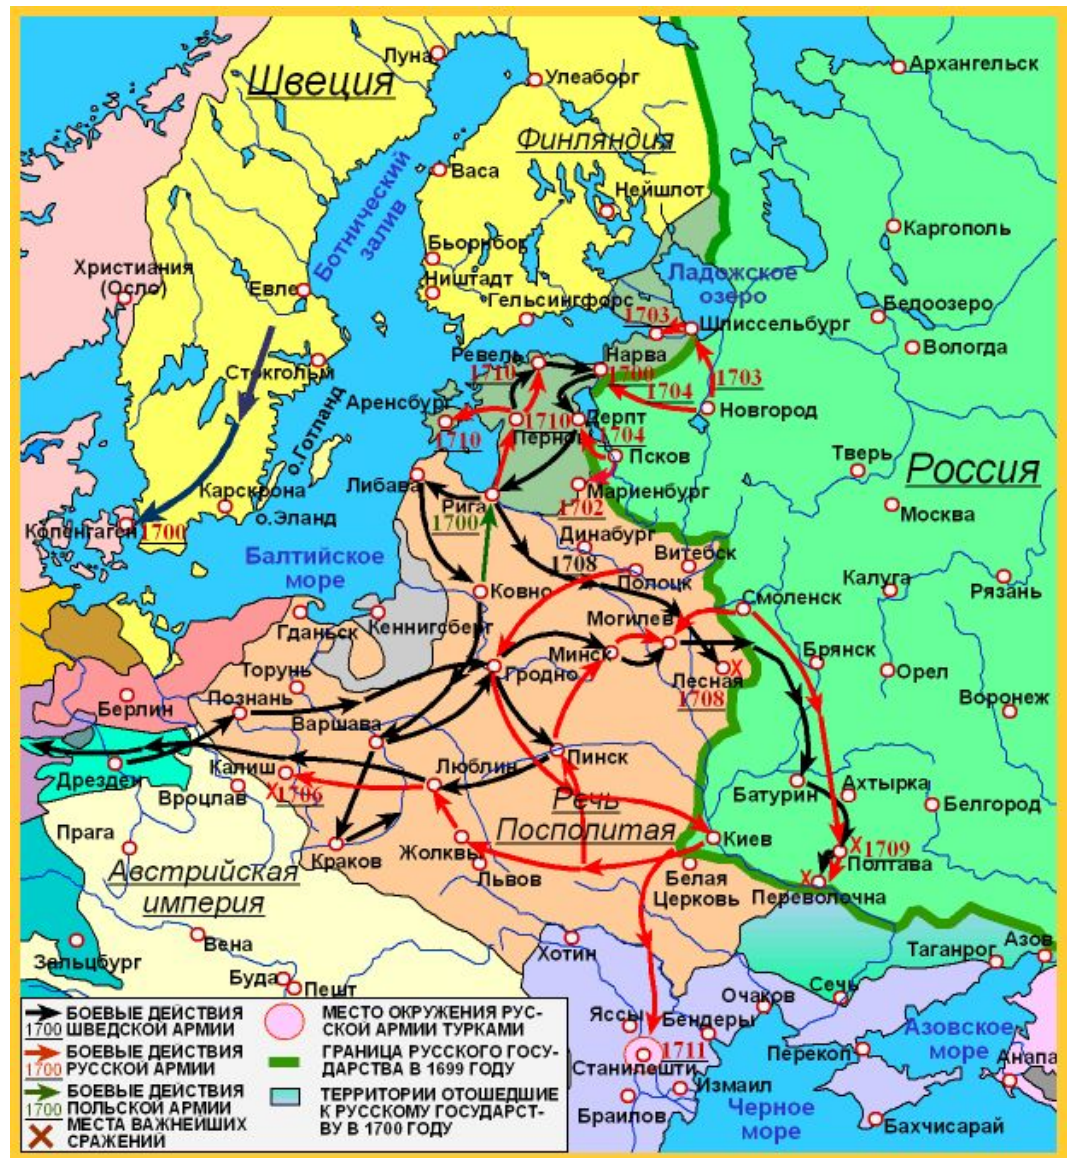 Луна
Швеция
Улеаборг
Архангельск
Финляндия
Васа
Нейшлот
Ботнический
залив
Каргополь
Бьорнборг
Христиания
(Осло)
Евле
Ништадт
Ладожское
озеро
Гельсингфорс
Белоозеро
1703
Шлиссельбург
Вологда
Ревель
1710
Нарва
1700
Стокгольм
1704
1703
Аренсбург
1710
1710
Пернов
Дерпт
1704
Новгород
о.Готланд
Псков
Тверь
Россия
Либава
Рига
1700
Мариенбург
1702
Карскрона
о.Эланд
Москва
Копенгаген
1700
Динабург
1708
Витебск
Балтийское
море
Полоцк
Калуга
Рязань
Ковно
Гданьск
Кеннигсберг
Могилев
Смоленск
Торунь
Гродно
Минск
Брянск
Лесная
1708
Орел
Познань
Берлин
Воронеж
Варшава
Дрезден
Калиш
1706
Люблин
Пинск
Вроцлав
Батурин
Ахтырка
Белгород
Речь
Посполитая
Прага
Краков
Жолквь
Киев
1709
Полтава
Львов
Белая
Церковь
Переволочна
Австрийская
империя
Вена
Зальцбург
Буда
Пешт
Хотин
Таганрог
Азов
Сечь
Очаков
Яссы
Бендеры
Азовское
море
Перекоп
Анапа
1711
Станилешти
Измаил
Браилов
Черное
море
Бахчисарай
БОЕВЫЕ ДЕЙСТВИЯ
1700 ШВЕДСКОЙ АРМИИ
БОЕВЫЕ ДЕЙСТВИЯ
1700 РУССКОЙ АРМИИ
БОЕВЫЕ ДЕЙСТВИЯ
1700 ПОЛЬСКОЙ АРМИИ
МЕСТА ВАЖНЕЙШИХ
СРАЖЕНИЙ
МЕСТО ОКРУЖЕНИЯ РУС-
СКОЙ АРМИИ ТУРКАМИ
ГРАНИЦА РУССКОГО ГОСУ-
ДАРСТВА В 1699 ГОДУ
ТЕРРИТОРИИ ОТОШЕДШИЕ
К РУССКОМУ ГОСУДАРСТ-
ВУ В 1700 ГОДУ